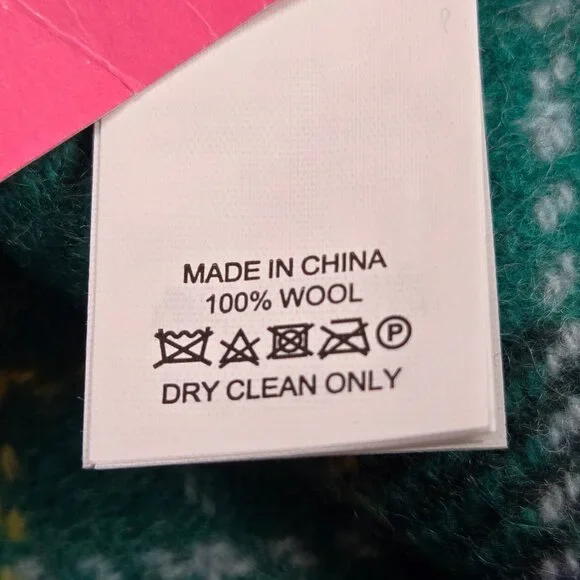 MADE IN CHINA
100% WOOL
P
DRY CLEAN ONLY